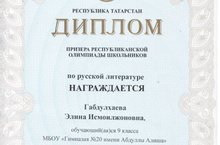 РЕСПУБЛИКА ТАТАРСТАН
ДИПЛОМ
ПРИЗЕРА РЕСПУБЛИКАНСКОЙ
ОЛИМПИАДЫ ШКОЛЬНИКОВ
по русской литературе
НАГРАЖДАЕТСЯ
Габдулхаева
Элина Исмоилжоновна,
обучающий(ая)ся 9 класса
МБОУ «Гимназия №20 имени Абдуллы Алиша»